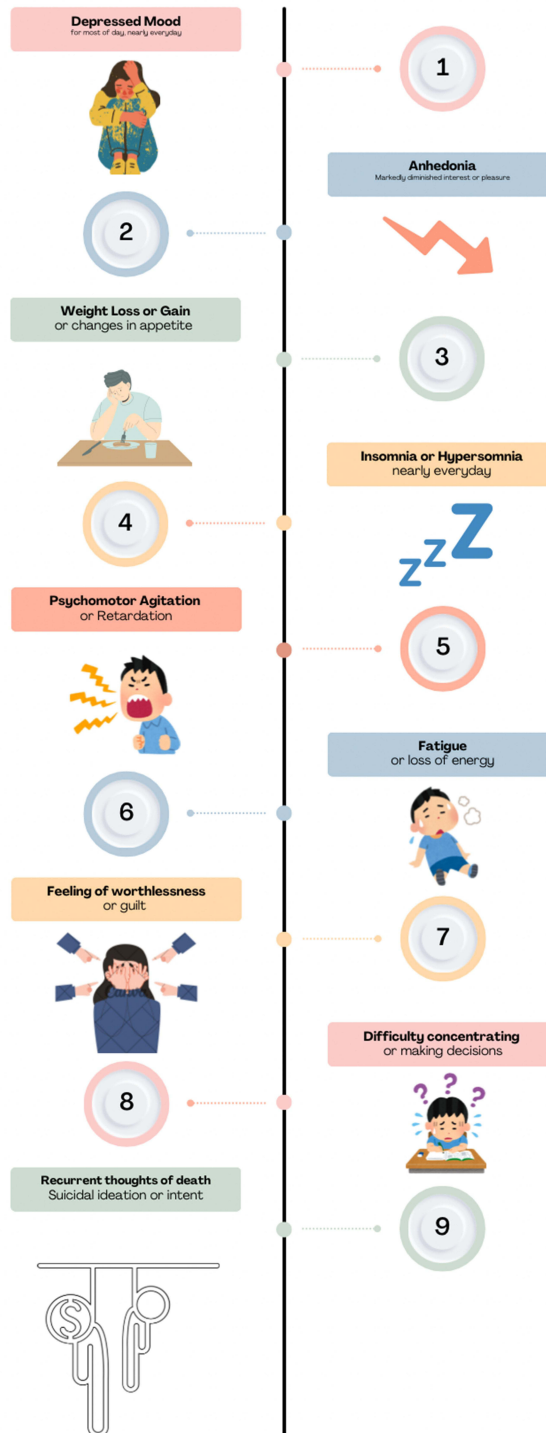 Depressed Mood
for most of day, nearly everyday
1
Anhedonia
Markedly diminished interest or pleasure
2
Weight Loss or Gain
or changes in appetite
3
Insomnia or Hypersomnia
nearly everyday
Z
Z
Z
4
Psychomotor Agitation
or Retardation
5
Fatigue
or loss of energy
6
Feeling of worthlessness
or guilt
7
Difficulty concentrating
or making decisions
? ? ?
8
Recurrent thoughts of death
Suicidal ideation or intent
9
S